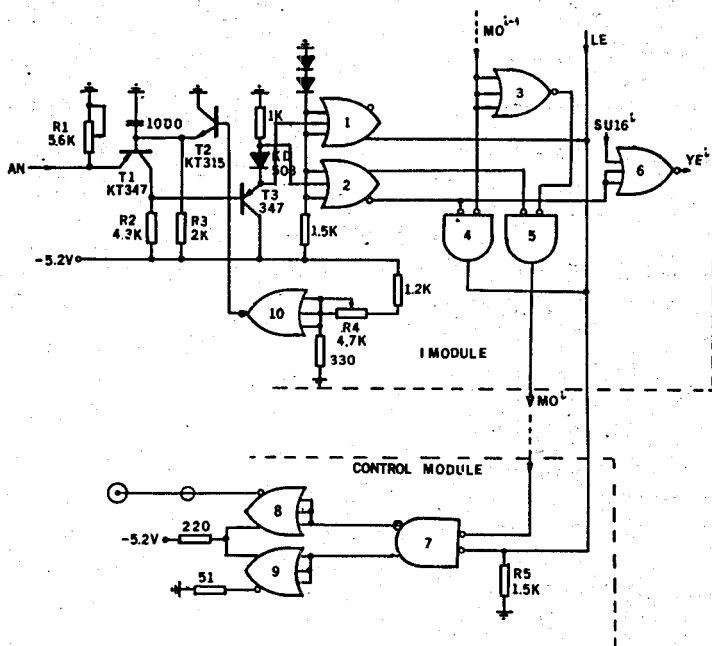 MO i-1
LE
R1
5.6K
1000
T2
KT315
1K
1
3
SU16 i
AN
T1
KT347
KD
503
2
6
YE i
T3
347
R2
4.3K
R3
2K
4
5
1.5K
-5.2V
1.2K
10
R4
4.7K
330
I MODULE
MO i
CONTROL MODULE
8
-5.2V
220
7
9
51
R5
1.5K